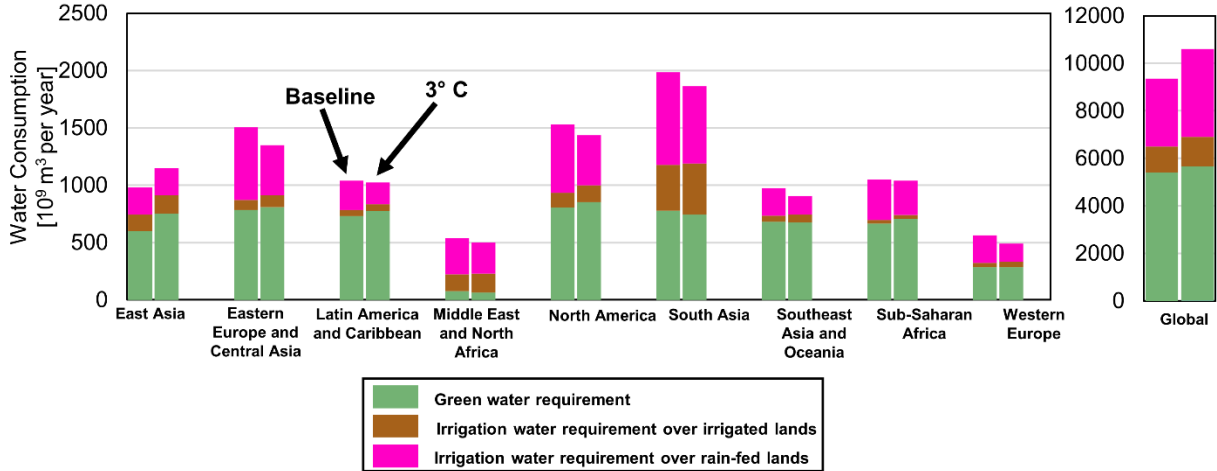 Water Consumption
[10⁹ m³ per year]
2500
2000
1500
1000
500
0
Baseline
3° C
East Asia
Eastern
Europe and
Central Asia
Latin America
and Caribbean
Middle East
and North
Africa
North America
South Asia
Southeast
Asia and
Oceania
Sub-Saharan
Africa
Western
Europe
12000
10000
8000
6000
4000
2000
0
Global
Green water requirement
Irrigation water requirement over irrigated lands
Irrigation water requirement over rain-fed lands